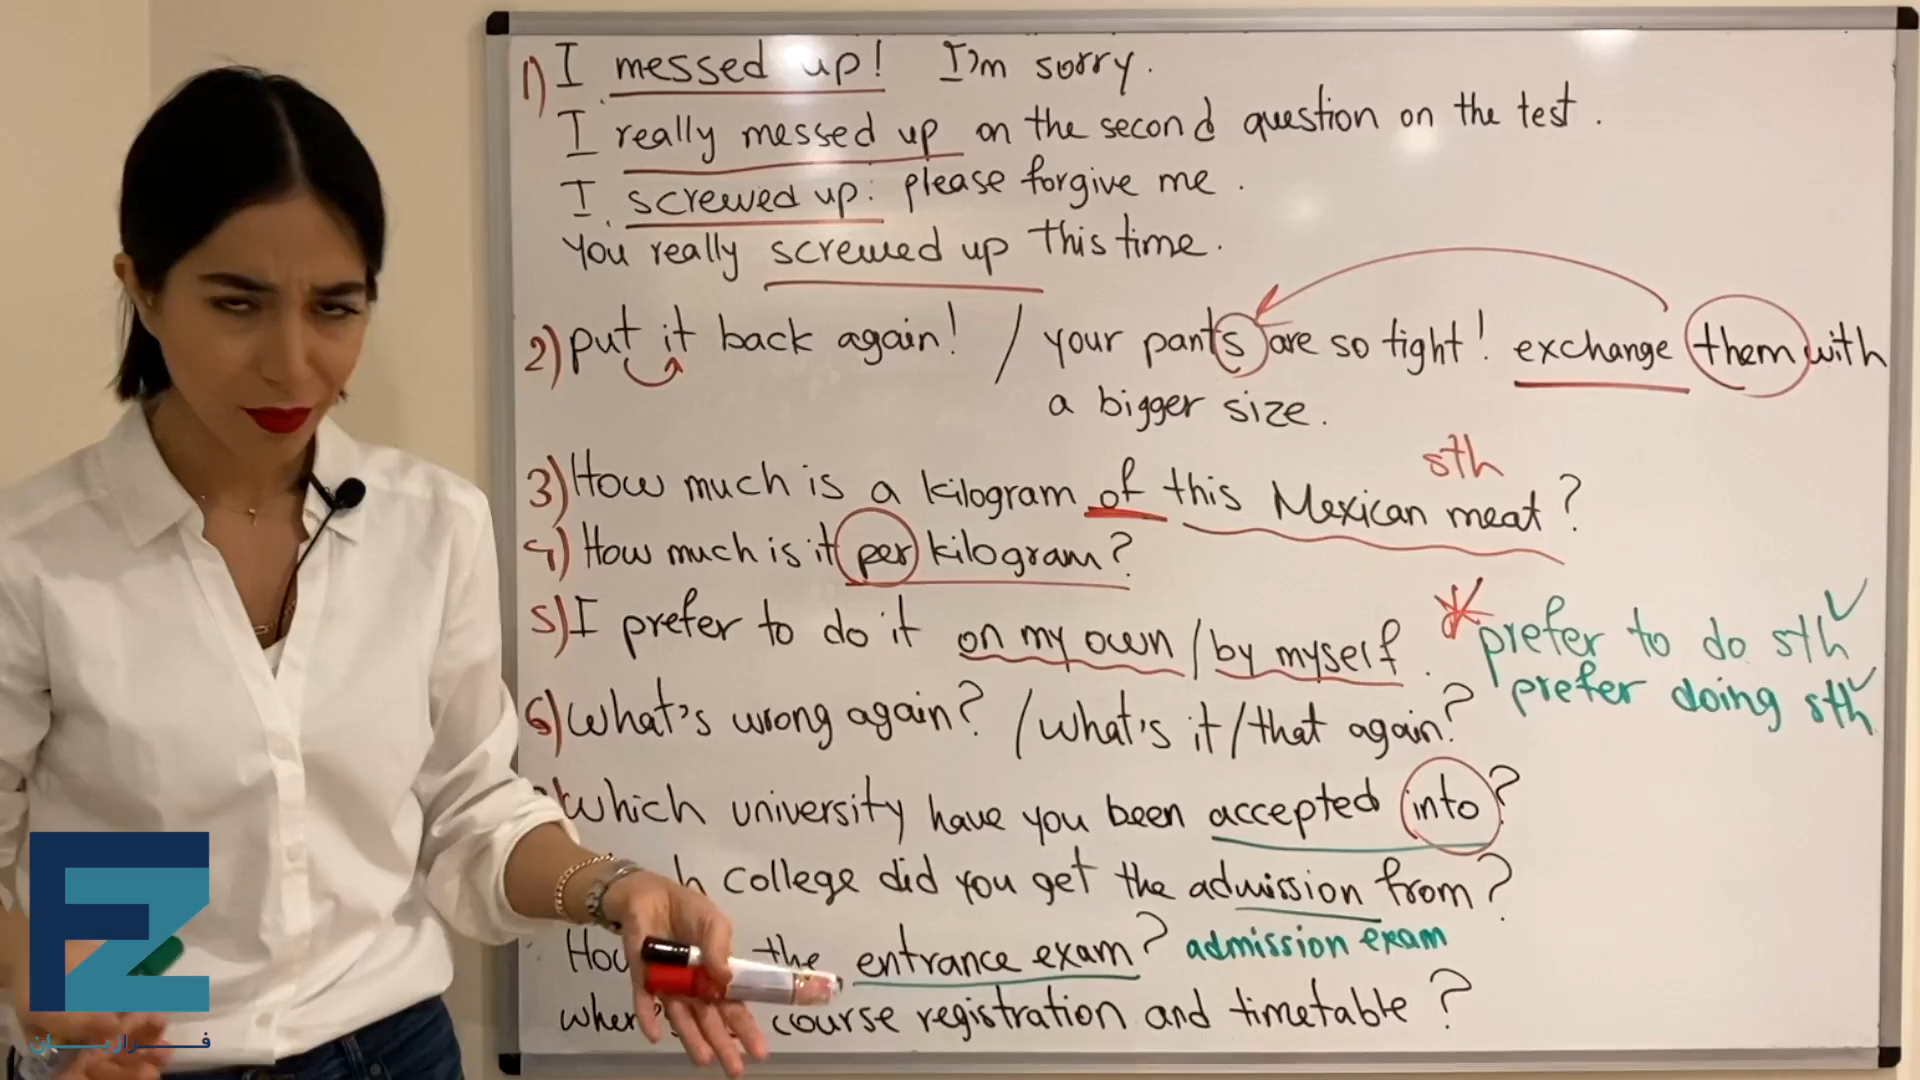 1) I messed up! I'm sorry.
I really messed up on the second question on the test.
I screwed up. please forgive me.
You really screwed up this time.
2) put it back again! / your pants are so tight! exchange them with
a bigger size.
sth
3) How much is a kilogram of this Mexican meat?
4) How much is it per kilogram?
5) I prefer to do it on my own / by myself.
* prefer to do sth ✓
prefer doing sth ✓
6) What's wrong again? / what's it / that again?
Which university have you been accepted into?
college did you get the admission from?
the entrance exam? admission exam
course registration and timetable?
FZ
فرازبان